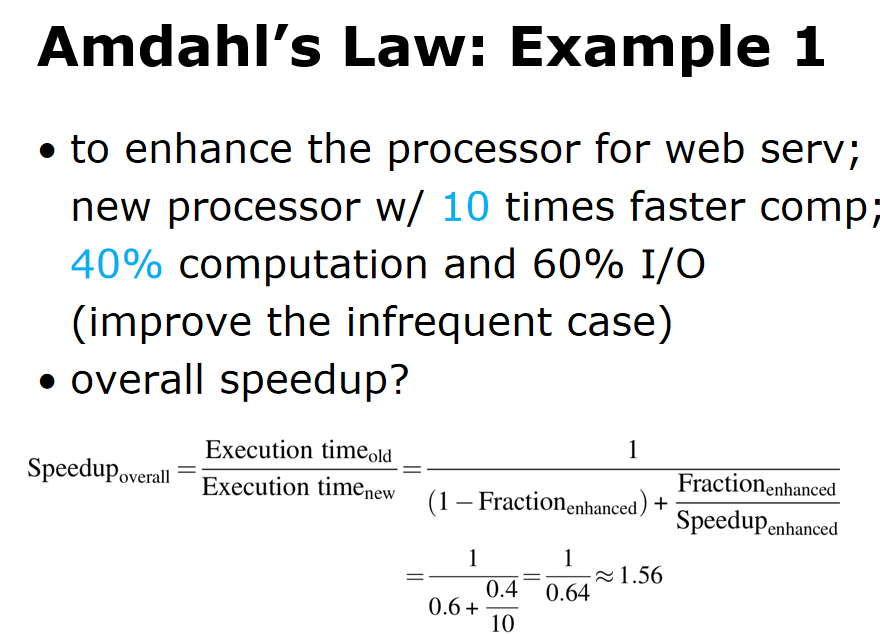 Amdahl’s Law: Example 1
• to enhance the processor for web serv;
new processor w/ 10 times faster comp;
40% computation and 60% I/O
(improve the infrequent case)
• overall speedup?
Speedup_overall = Execution time_old / Execution time_new = 1 / ((1 – Fraction_enhanced) + Fraction_enhanced / Speedup_enhanced)
= 1 / (0.6 + 0.4 / 10) = 1 / 0.64 ≈ 1.56